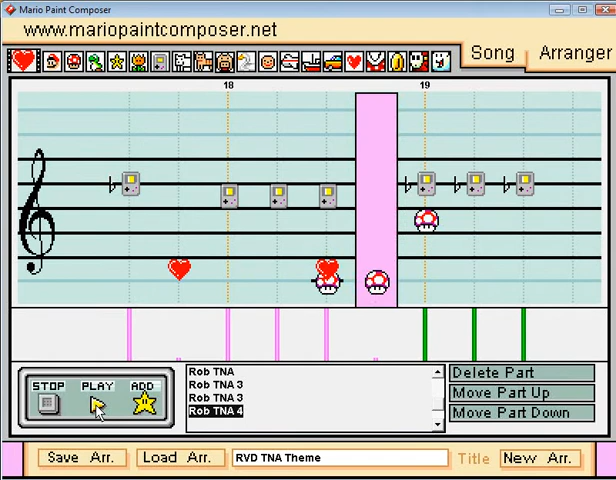 Mario Paint Composer
www.mariopaintcomposer.net
Song
Arranger
18
19
STOP
PLAY
ADD
Rob TNA
Rob TNA 3
Rob TNA 3
Rob TNA 4
Delete Part
Move Part Up
Move Part Down
Save Arr.
Load Arr.
RVD TNA Theme
Title
New Arr.